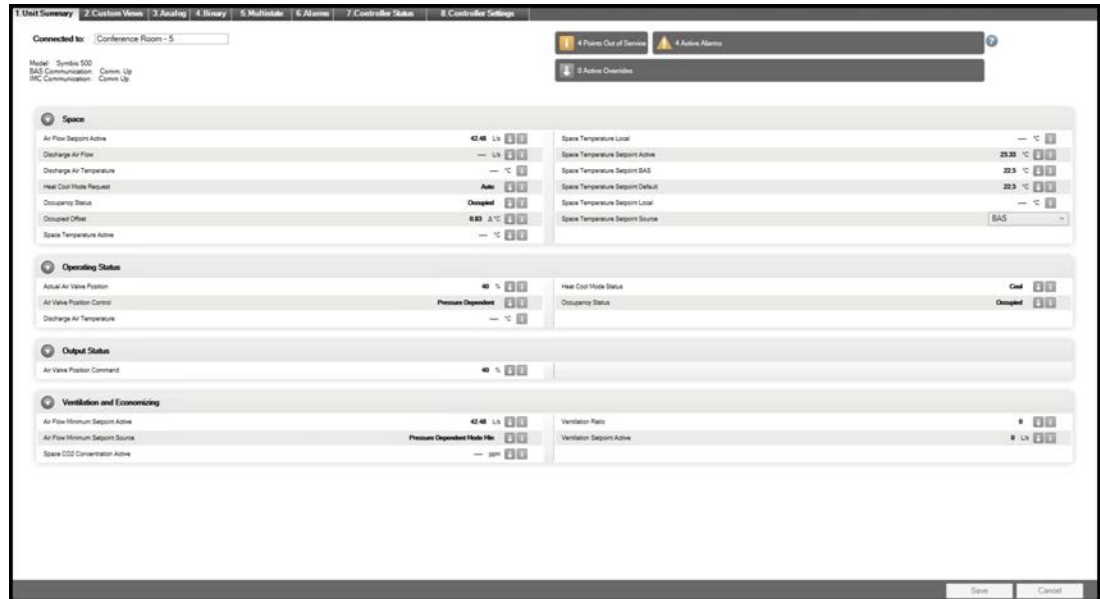 1.Unit Summary 2.Custom Views 3.Analog 4.Binary 5.Multistate 6.Alarms 7.Controller Status 8.Controller Settings
Connected to: Conference Room - 5
4 Points Out of Service 4 Active Alarms ?
Model: Symbio 500
BAS Communication: Comm. Up
IMC Communication: Comm Up
0 Active Overrides
Space
Air Flow Setpoint Active 42.48 L/s
Space Temperature Local — °C
Discharge Air Flow — L/s
Space Temperature Setpoint Active 23.33 °C
Discharge Air Temperature — °C
Space Temperature Setpoint BAS 22.5 °C
Heat Cool Mode Request Auto
Space Temperature Setpoint Default 22.5 °C
Occupancy Status Occupied
Space Temperature Setpoint Local — °C
Occupied Offset 0.83 Δ °C
Space Temperature Setpoint Source BAS
Space Temperature Active — °C
Operating Status
Actual Air Valve Position 40 %
Heat Cool Mode Status Cool
Air Valve Position Control Pressure Dependent
Occupancy Status Occupied
Discharge Air Temperature — °C
Output Status
Air Valve Position Command 40 %
Ventilation and Economizing
Air Flow Minimum Setpoint Active 42.48 L/s
Ventilation Ratio 0
Air Flow Minimum Setpoint Source Pressure Dependent Mode Min
Ventilation Setpoint Active 0 L/s
Space CO2 Concentration Active — ppm
Save Cancel